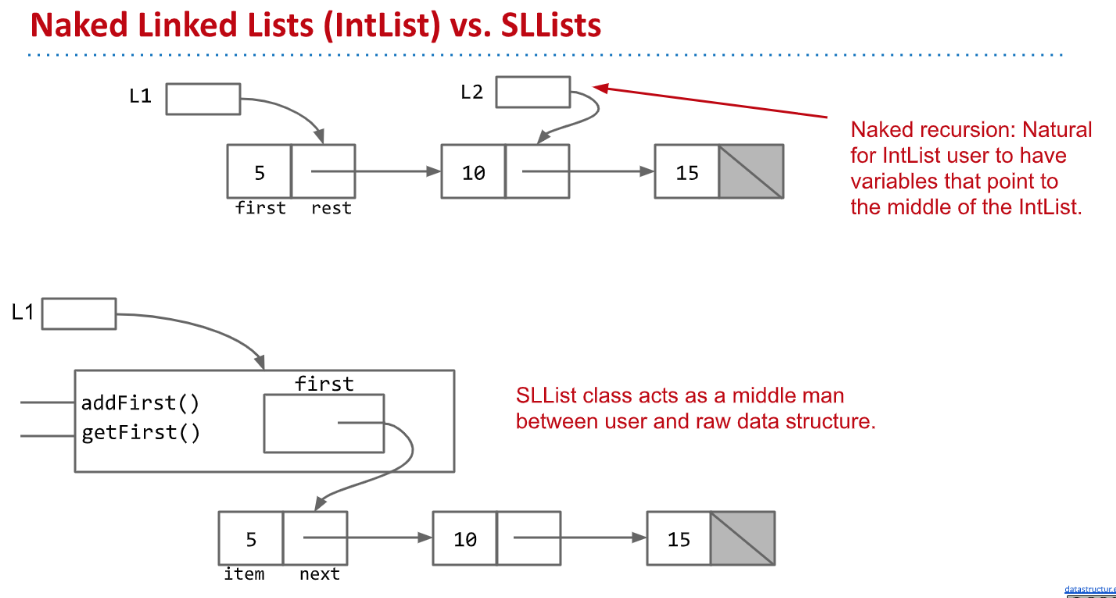 Naked Linked Lists (IntList) vs. SLLists
L1
L2
5
10
15
first rest
Naked recursion: Natural
for IntList user to have
variables that point to
the middle of the IntList.
L1
first
addFirst()
getFirst()
SLList class acts as a middle man
between user and raw data structure.
5
10
15
item next